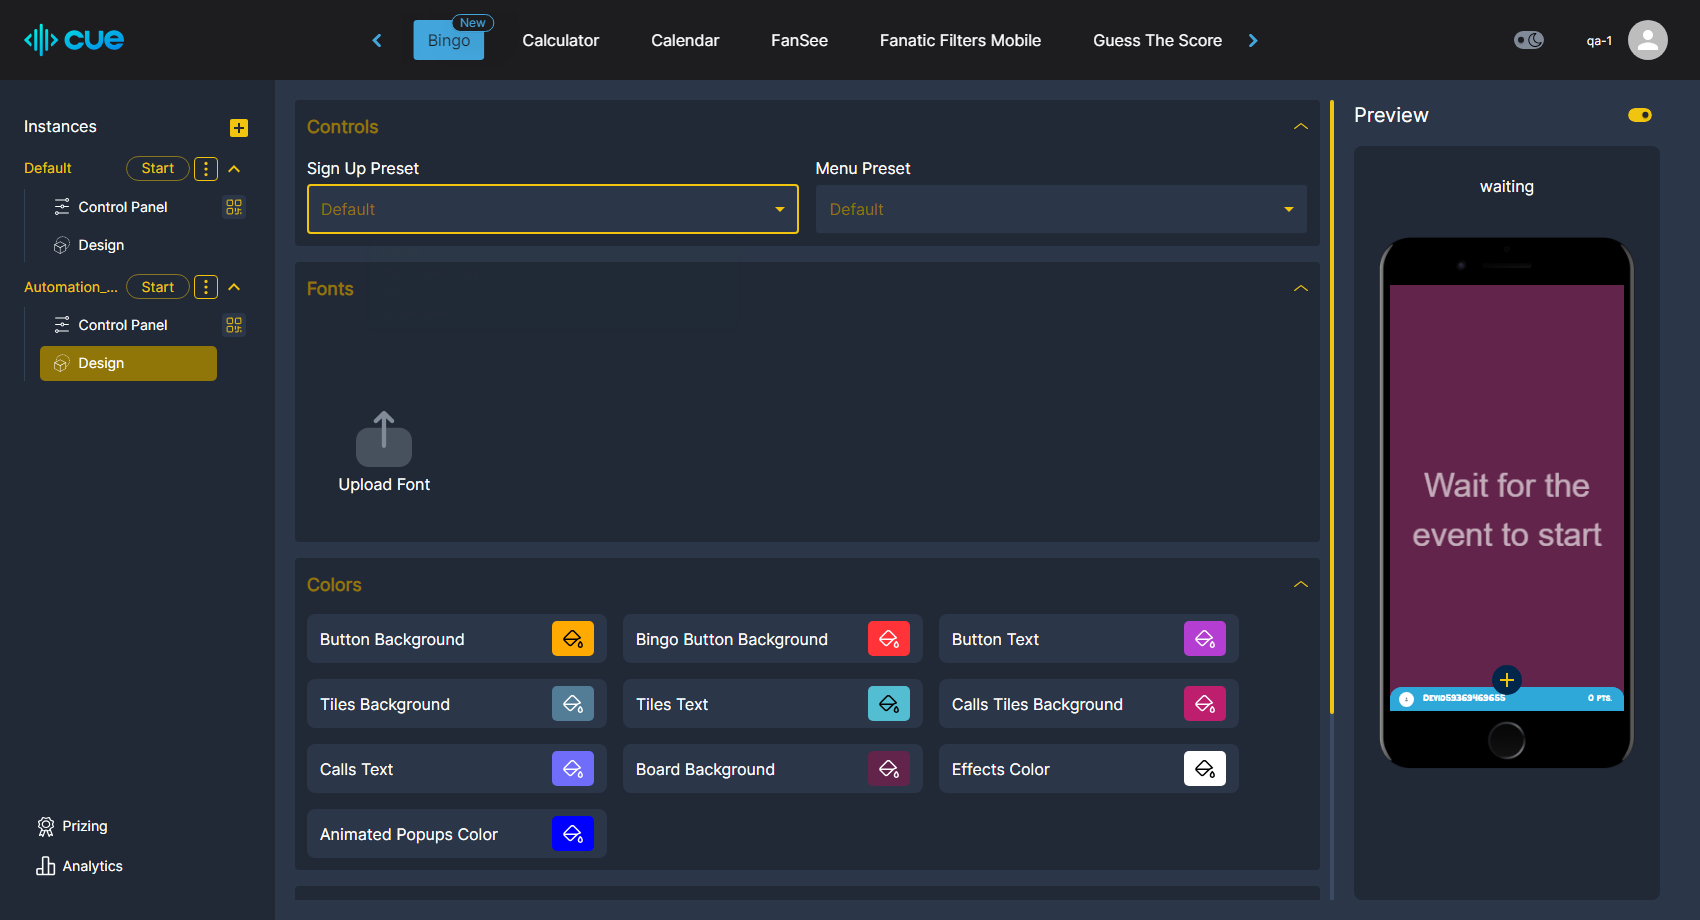 cue
Bingo
New
Calculator
Calendar
FanSee
Fanatic Filters Mobile
Guess The Score
qa-1
Instances
Default
Start
Control Panel
Design
Automation_...
Start
Control Panel
Design
Prizing
Analytics
Controls
Sign Up Preset
Menu Preset
Default
Default
Fonts
Upload Font
Colors
Button Background
Bingo Button Background
Button Text
Tiles Background
Tiles Text
Calls Tiles Background
Calls Text
Board Background
Effects Color
Animated Popups Color
Preview
waiting
Wait for the
event to start
DEVID59369469655
0 PTS.